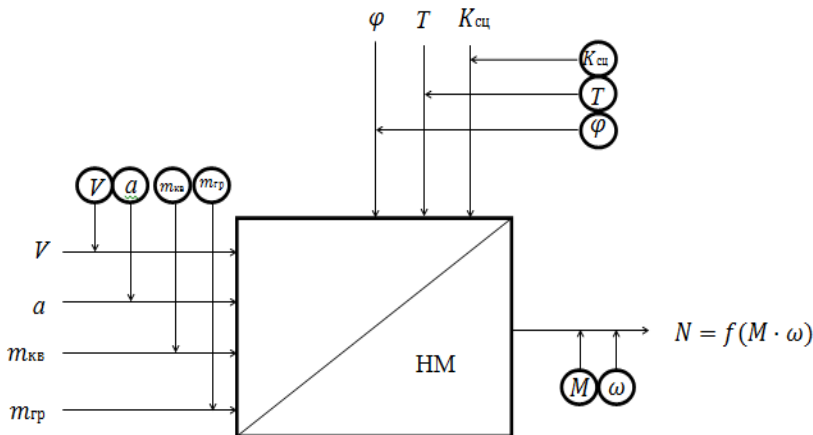 φ T Kсц
Kсц
T
φ
V a mкв mгр
V
a
mкв
mгр
N = f(M · ω)
НМ
M ω